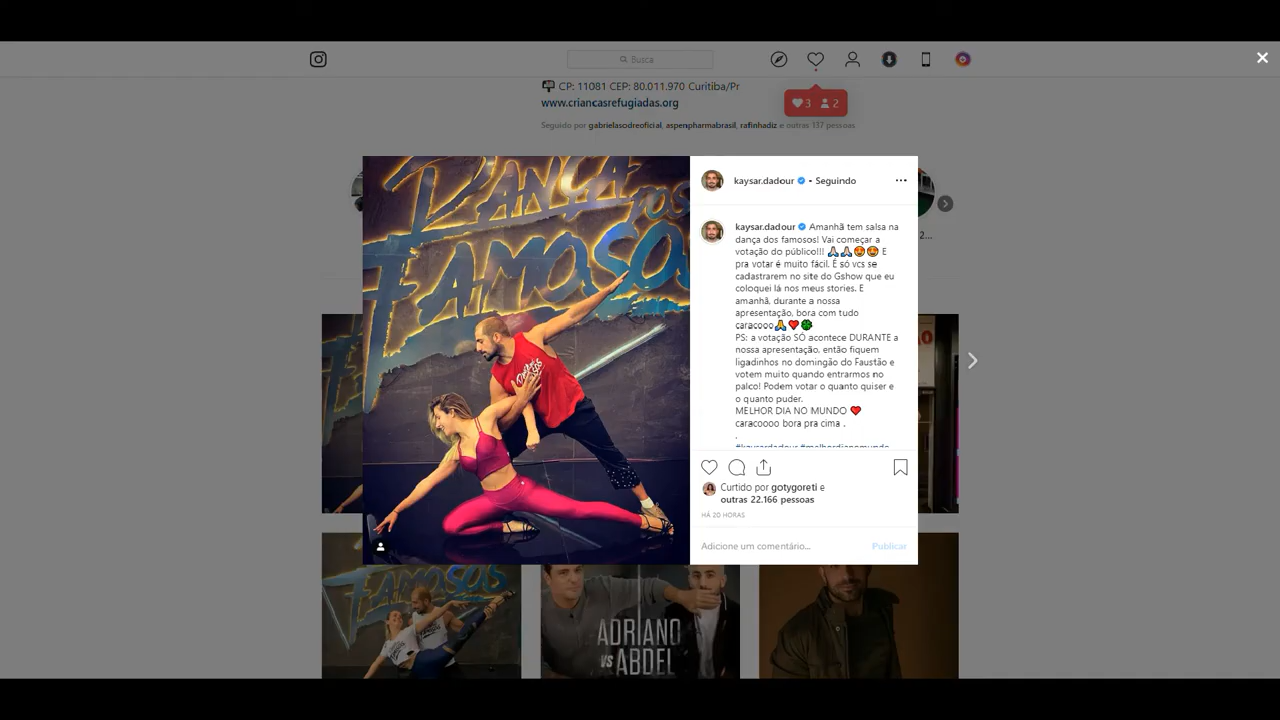 Busca
CP: 11081 CEP: 80.011.970 Curitiba/Pr
www.criancasrefugiadas.org
3 2
Seguido por gabrielasodreoficial, aspenpharmabrasil, rafinhadiz e outras 137 pessoas
DANÇA
DOS
FAMOSOS
kaysar.dadour • Seguindo
kaysar.dadour Amanhã tem salsa na
dança dos famosos! Vai começar a
votação do público!!! 🙏🙏😍😍 E
pra votar é muito fácil. É só vcs se
cadastrarem no site do Gshow que eu
coloquei lá nos meus stories. E
amanhã, durante a nossa
apresentação, bora com tudo
caracooo🙏❤️🍀
PS: a votação SÓ acontece DURANTE a
nossa apresentação, então fiquem
ligadinhos no domingão do Faustão e
votem muito quando entrarmos no
palco! Podem votar o quanto quiser e
o quanto puder.
MELHOR DIA NO MUNDO ❤️
caracoooo bora pra cima .
.
#kaysardadour #melhordianomundo
Curtido por gotygoreti e
outras 22.166 pessoas
HÁ 20 HORAS
Adicione um comentário...
Publicar
FAMOSOS
ADRIANO
VS ABDEL